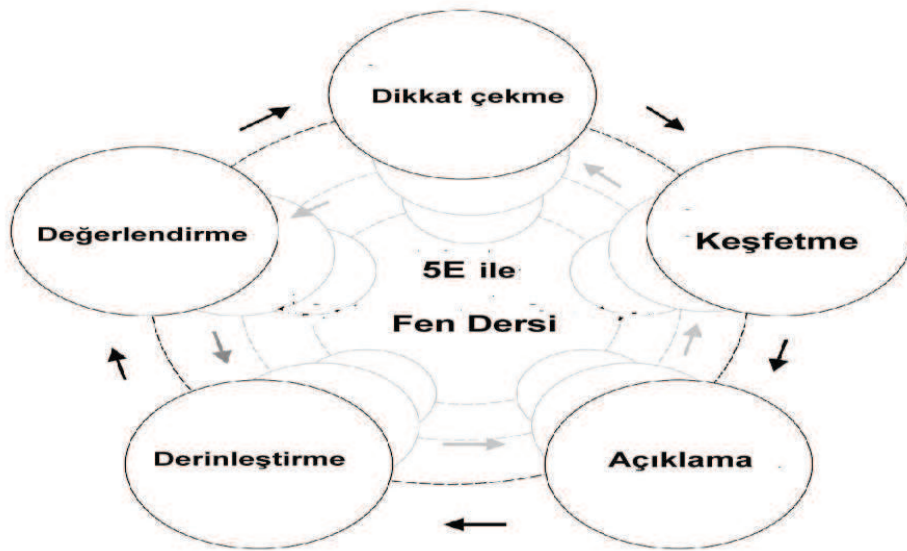 Dikkat çekme
Değerlendirme
Keşfetme
5E ile
Fen Dersi
Derinleştirme
Açıklama